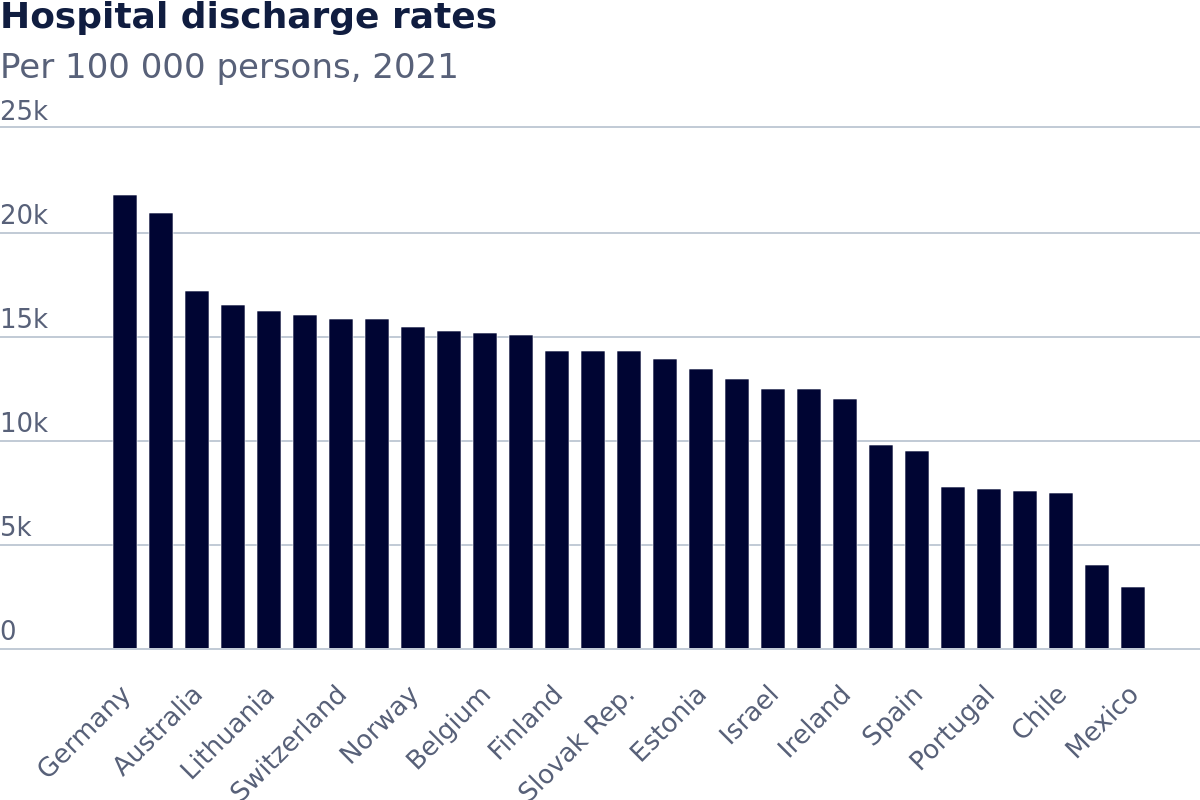 Hospital discharge rates
Per 100 000 persons, 2021
25k
20k
15k
10k
5k
0
Germany
Australia
Lithuania
Switzerland
Norway
Belgium
Finland
Slovak Rep.
Estonia
Israel
Ireland
Spain
Portugal
Chile
Mexico